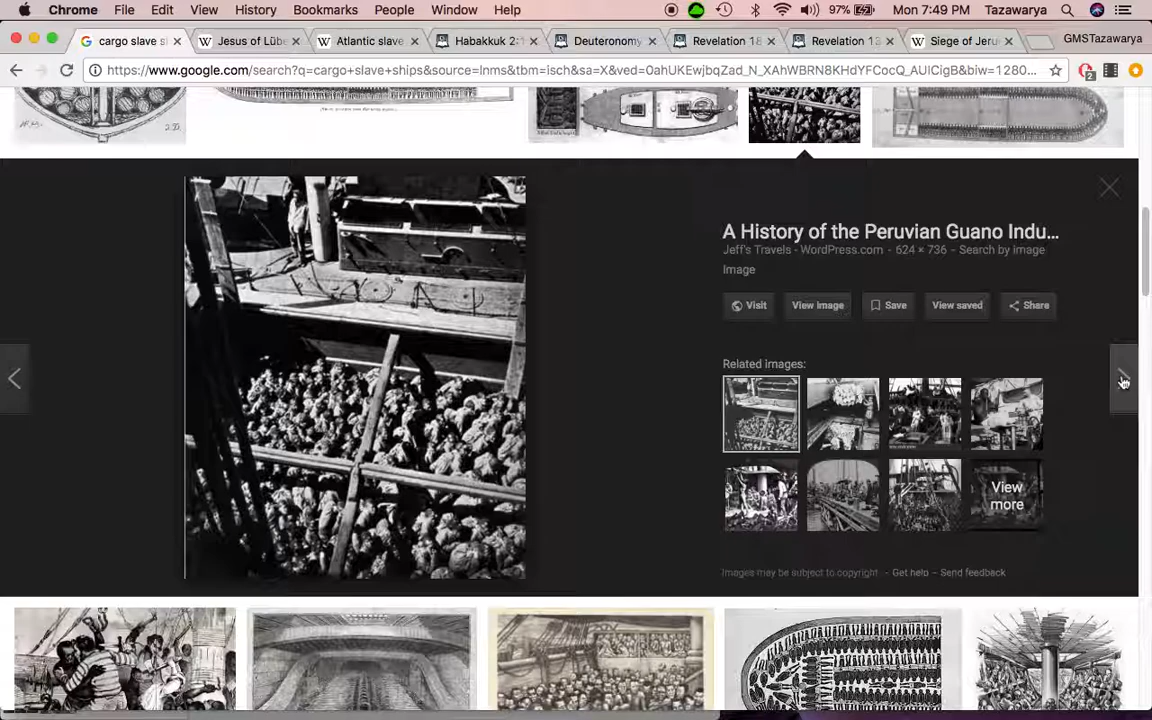 Chrome File Edit View History Bookmarks People Window Help 97% Mon 7:49 PM Tazawarya
cargo slave s Jesus of Lübe Atlantic slave Habakkuk 2: Deuteronomy Revelation 18 Revelation 13 Siege of Jeru GMSTazawarya
https://www.google.com/search?q=cargo+slave+ships&source=lnms&tbm=isch&sa=X&ved=0ahUKEwjbqZad_N_XAhWBRN8KHdYFCocQ_AUICigB&biw=1280... 2
A History of the Peruvian Guano Indu...
Jeff's Travels - WordPress.com - 624 × 736 - Search by image
Image
Visit View image Save View saved Share
Related images:
View
more
Images may be subject to copyright - Get help - Send feedback